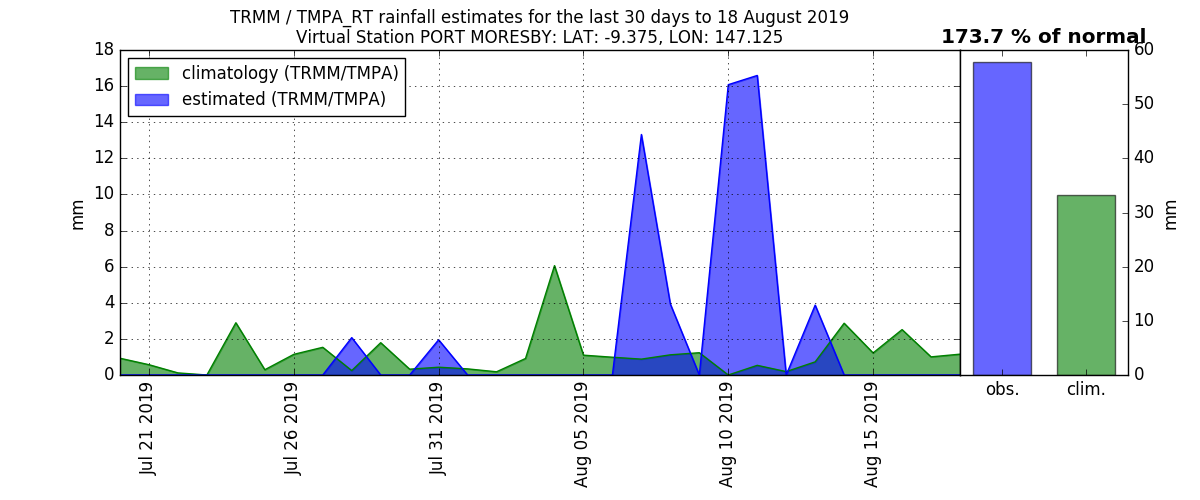 TRMM / TMPA_RT rainfall estimates for the last 30 days to 18 August 2019
Virtual Station PORT MORESBY: LAT: -9.375, LON: 147.125
173.7 % of normal
climatology (TRMM/TMPA)
estimated (TRMM/TMPA)
mm
18
16
14
12
10
8
6
4
2
0
Jul 21 2019
Jul 26 2019
Jul 31 2019
Aug 05 2019
Aug 10 2019
Aug 15 2019
60
50
40
30
20
10
0
mm
obs.
clim.